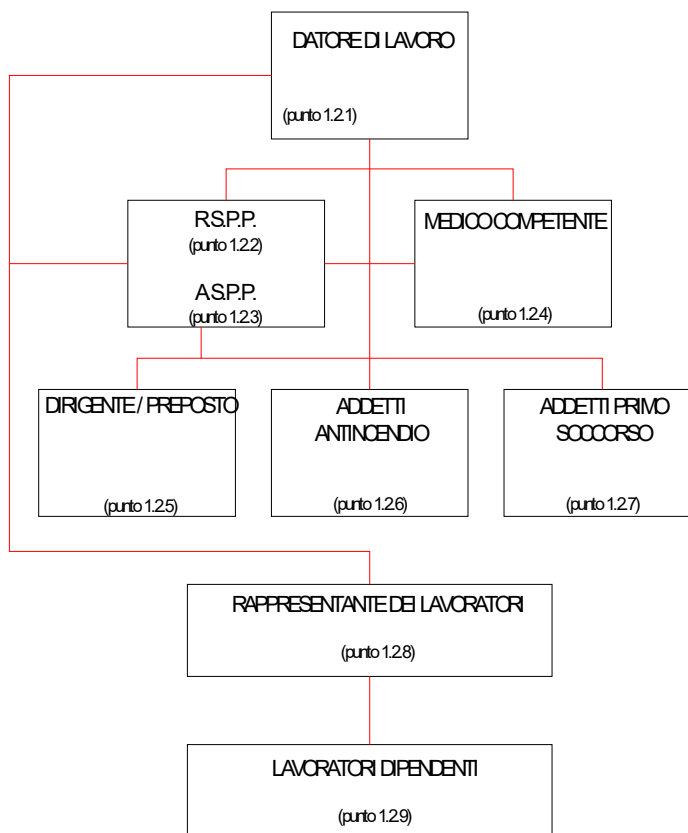 DATORE DI LAVORO
(punto 1.2.1)
R.S.P.P.
(punto 1.2.2)
A.S.P.P.
(punto 1.2.3)
MEDICO COMPETENTE
(punto 1.2.4)
DIRIGENTE / PREPOSTO
(punto 1.2.5)
ADDETTI
ANTINCENDIO
(punto 1.2.6)
ADDETTI PRIMO
SOCCORSO
(punto 1.2.7)
RAPPRESENTANTE DEI LAVORATORI
(punto 1.2.8)
LAVORATORI DIPENDENTI
(punto 1.2.9)